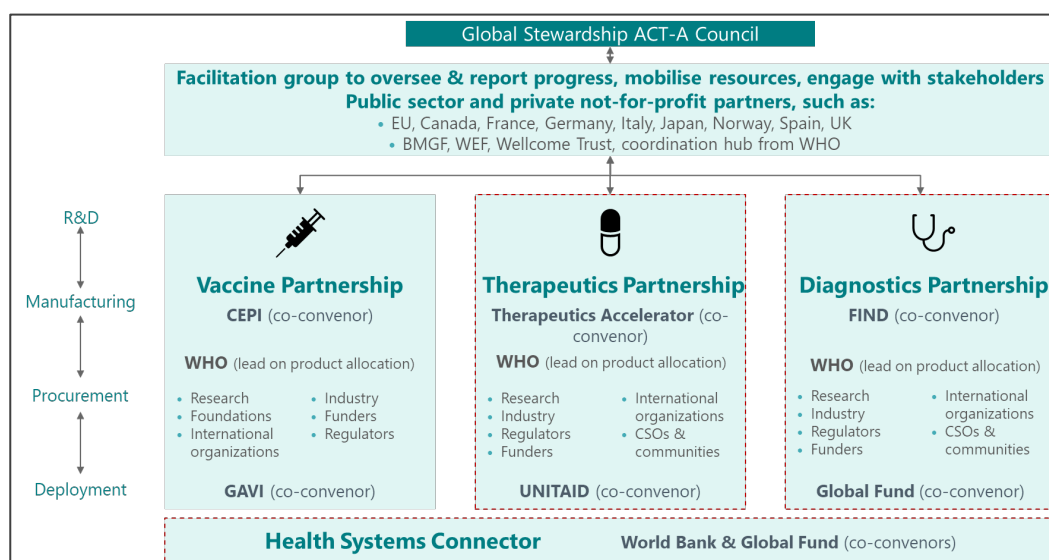 Global Stewardship ACT-A Council
Facilitation group to oversee & report progress, mobilise resources, engage with stakeholders
Public sector and private not-for-profit partners, such as:
• EU, Canada, France, Germany, Italy, Japan, Norway, Spain, UK
• BMGF, WEF, Wellcome Trust, coordination hub from WHO
R&D
Manufacturing
Procurement
Deployment
Vaccine Partnership
CEPI (co-convenor)
WHO (lead on product allocation)
• Research
• Foundations
• International
organizations
• Industry
• Funders
• Regulators
GAVI (co-convenor)
Therapeutics Partnership
Therapeutics Accelerator (co-
convenor)
WHO (lead on product allocation)
• Research
• Industry
• Regulators
• Funders
• International
organizations
• CSOs &
communities
UNITAID (co-convenor)
Diagnostics Partnership
FIND (co-convenor)
WHO (lead on product allocation)
• Research
• Industry
• Regulators
• Funders
• International
organizations
• CSOs &
communities
Global Fund (co-convenor)
Health Systems Connector World Bank & Global Fund (co-convenors)